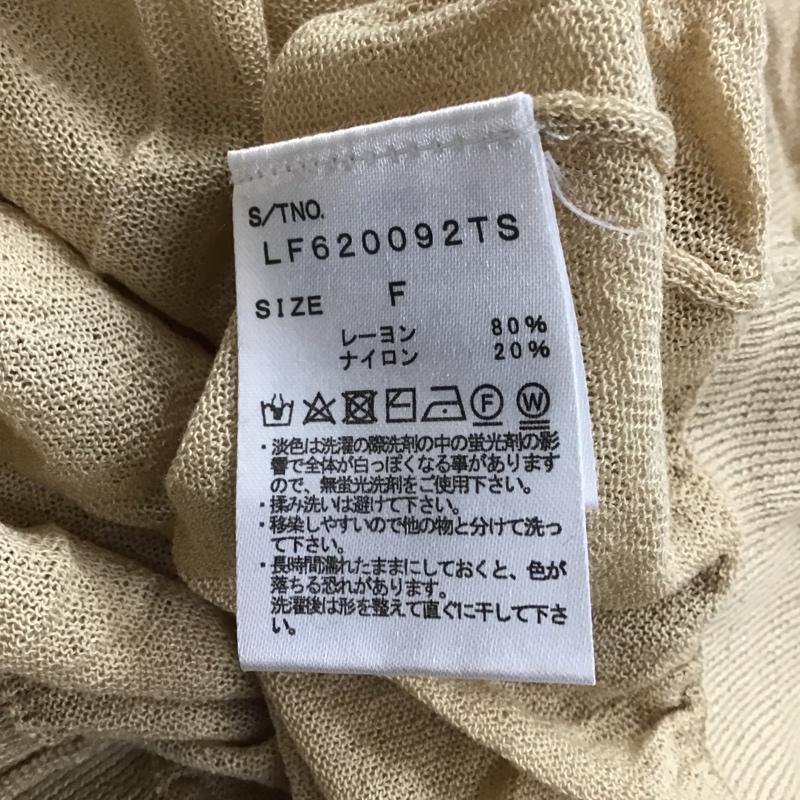 S/TNO.
LF620092TS
SIZE F
レーヨン 80%
ナイロン 20%
F W
・淡色は洗濯の際洗剤の中の蛍光剤の影
響で全体が白っぽくなる事があります
ので、無蛍光洗剤をご使用下さい。
・揉み洗いは避けて下さい。
・移染しやすいので他の物と分けて洗っ
て下さい。
・長時間濡れたままにしておくと、色が
落ちる恐れがあります。
洗濯後は形を整えて直ぐに干して下さ
い。